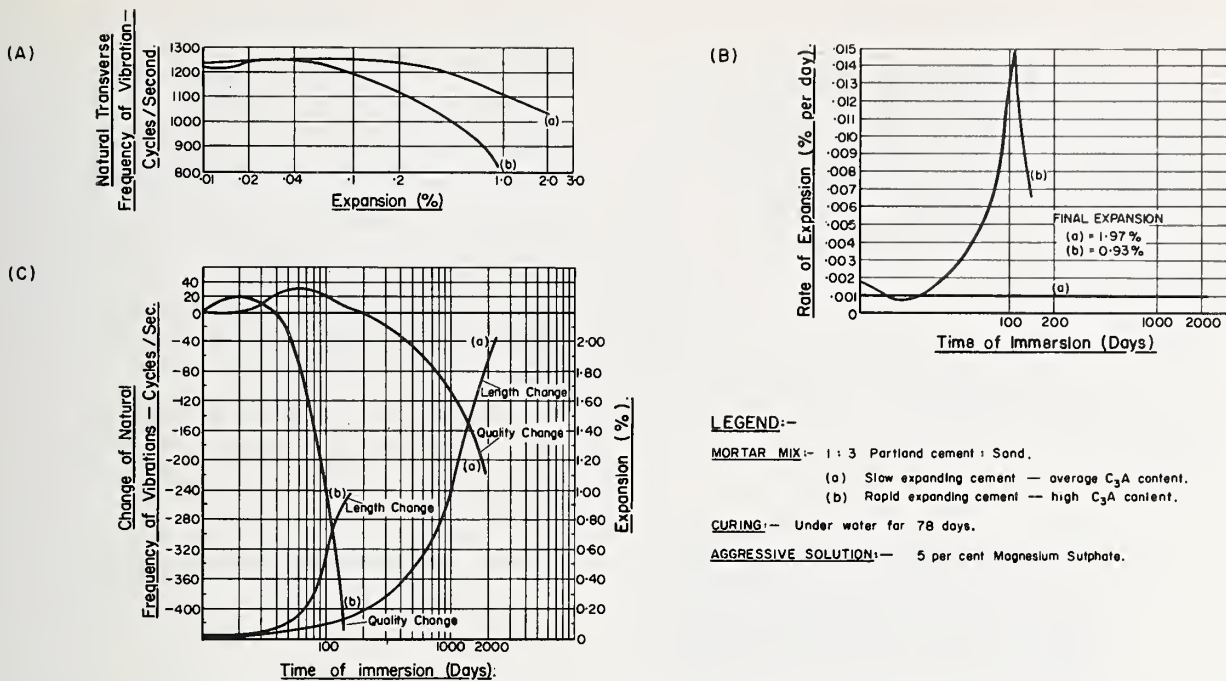 (A)
Natural Transverse
Frequency of Vibration—
Cycles/Second.
1300
1200
1100
1000
900
800
·01
·02
·04
·1
·2
1·0
2·0
3·0
(a)
(b)
Expansion (%)
(B)
Rate of Expansion (% per day).
·015
·014
·013
·012
·011
·010
·009
·008
·007
·006
·005
·004
·003
·002
·001
0
(b)
FINAL EXPANSION
(a) = 1·97%
(b) = 0·93%
(a)
100
200
1000
2000
Time of Immersion (Days)
(C)
Change of Natural
Frequency of Vibrations — Cycles/Sec.
40
20
0
-40
-80
-120
-160
-200
-240
-280
-320
-360
-400
(a)
Length Change
Quality Change
(a)
(b)
Length Change
(b)
Quality Change
2·00
1·80
1·60
1·40
1·20
1·00
0·80
0·60
0·40
0·20
0
Expansion (%).
100
1000
2000
Time of immersion (Days).
LEGEND:—
MORTAR MIX:— 1 : 3 Partland cement : Sand.
(a) Slow expanding cement — average C₃A content.
(b) Rapid expanding cement — high C₃A content.
CURING:— Under water far 78 days.
AGGRESSIVE SOLUTION:— 5 per cent Magnesium Sulphate.